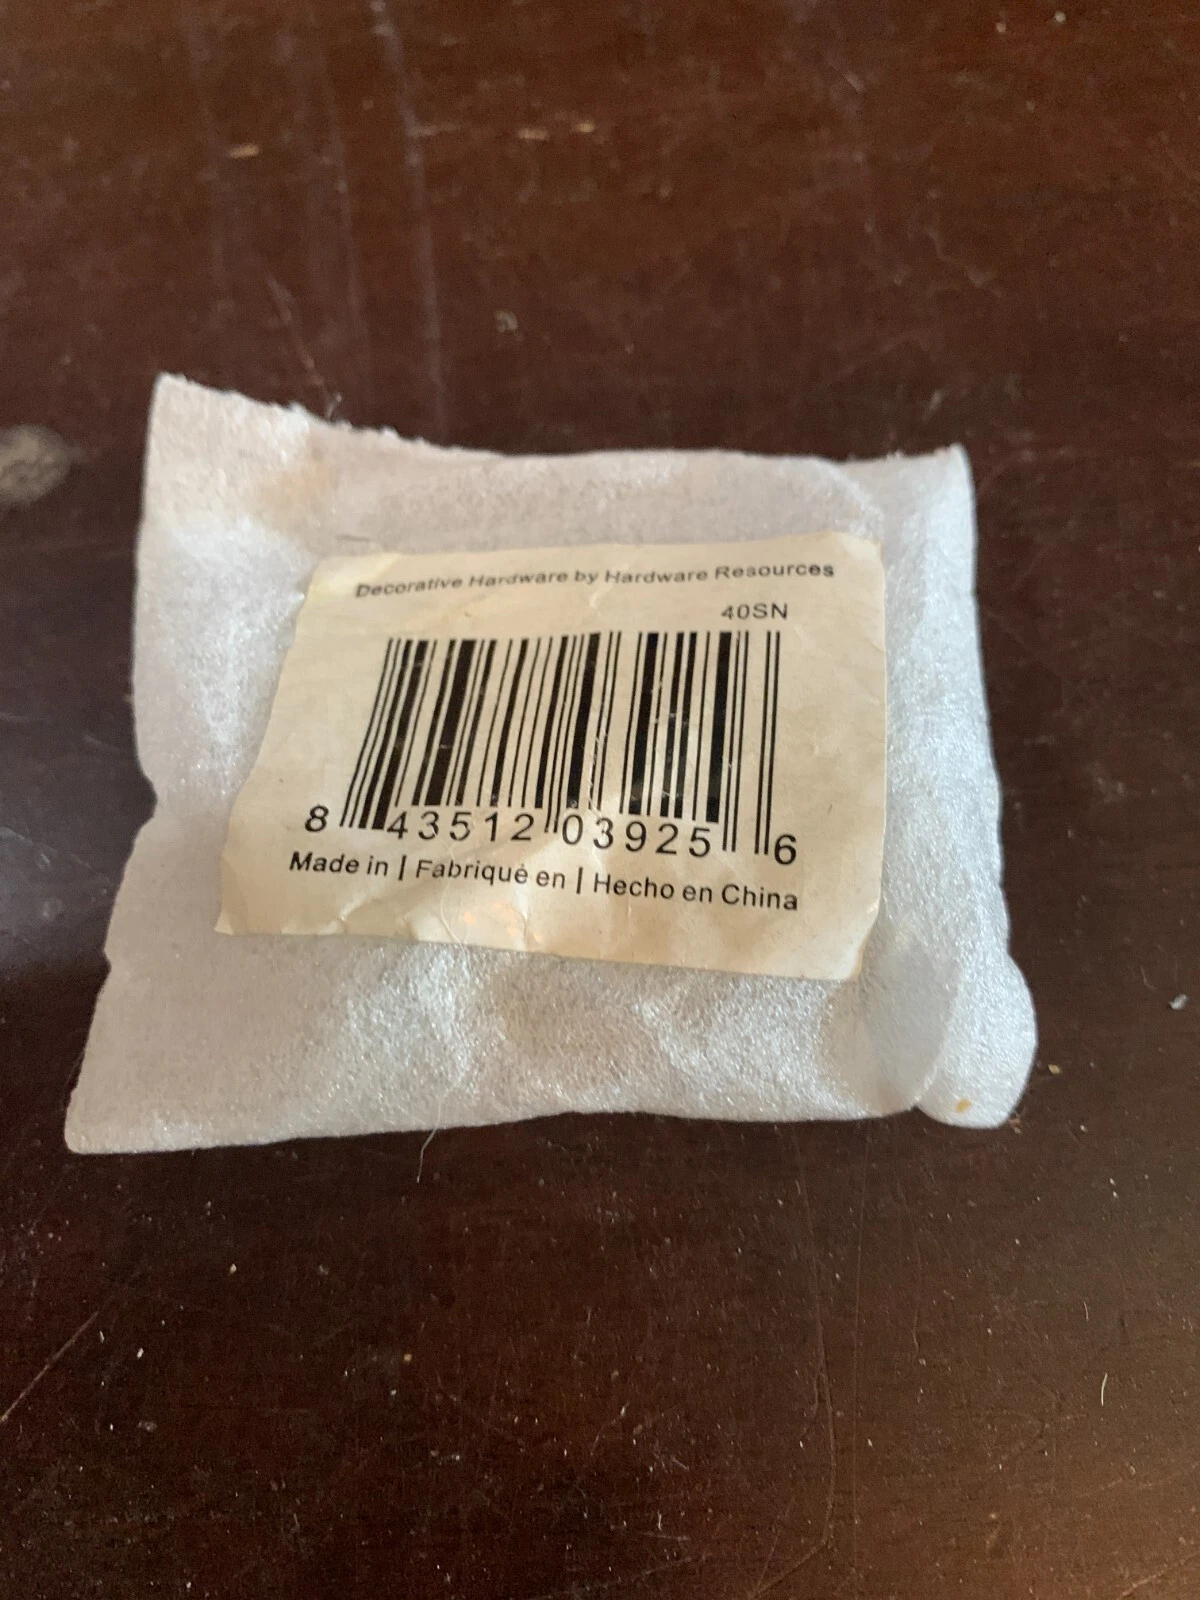 Decorative Hardware by Hardware Resources
40SN
8 43512 03925 6
Made in | Fabriqué en | Hecho en China